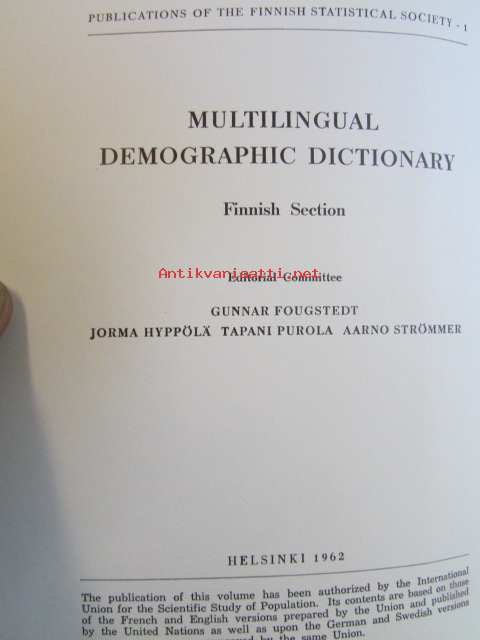 PUBLICATIONS OF THE FINNISH STATISTICAL SOCIETY - 1
MULTILINGUAL
DEMOGRAPHIC DICTIONARY
Finnish Section
Antikvariaatti.net
Editorial Committee
GUNNAR FOUGSTEDT
JORMA HYPPÖLÄ TAPANI PUROLA AARNO STRÖMMER
HELSINKI 1962
The publication of this volume has been authorized by the International
Union for the Scientific Study of Population. Its contents are based on those
of the French and English versions prepared by the Union and published
by the United Nations as well as upon the German and Swedish versions
by the same Union.